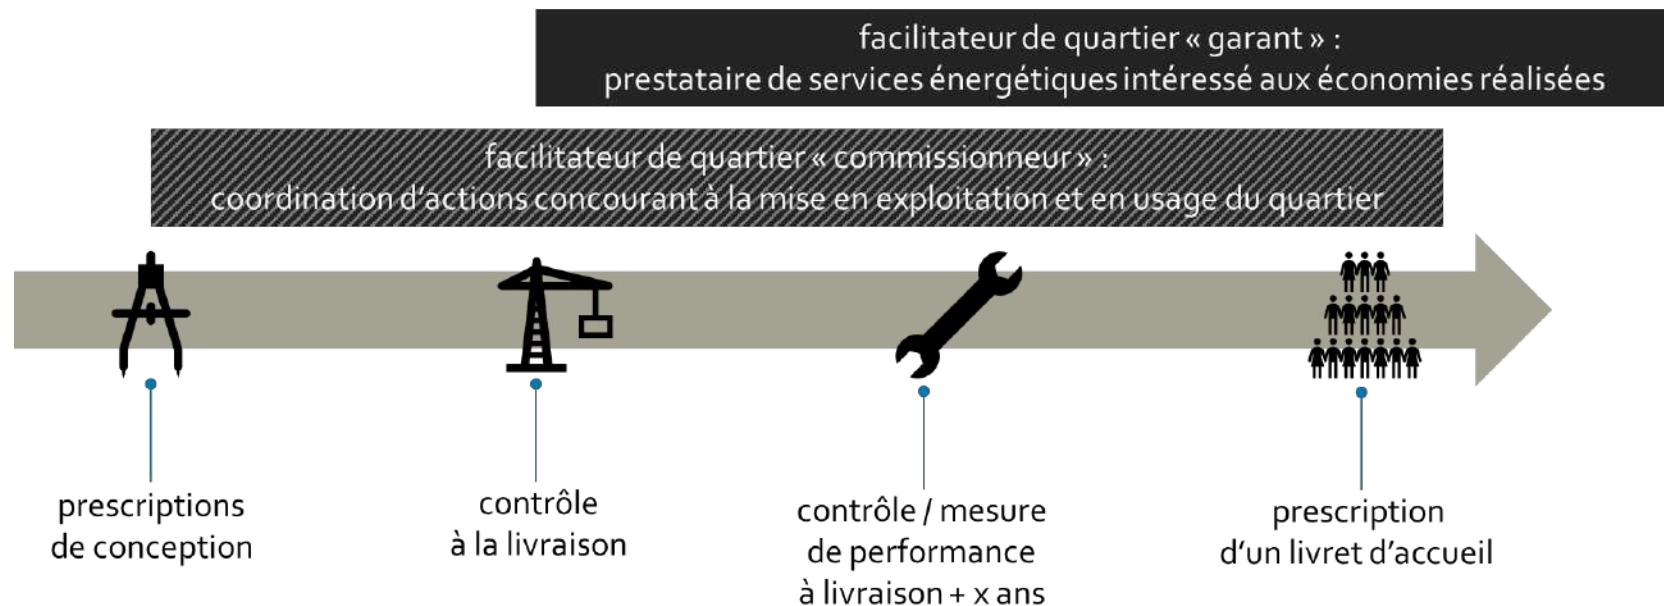 facilitateur de quartier « garant » :
prestataire de services énergétiques intéressé aux économies réalisées
facilitateur de quartier « commissionneur » :
coordination d'actions concourant à la mise en exploitation et en usage du quartier
prescriptions
de conception
contrôle
à la livraison
contrôle / mesure
de performance
à livraison + x ans
prescription
d'un livret d'accueil